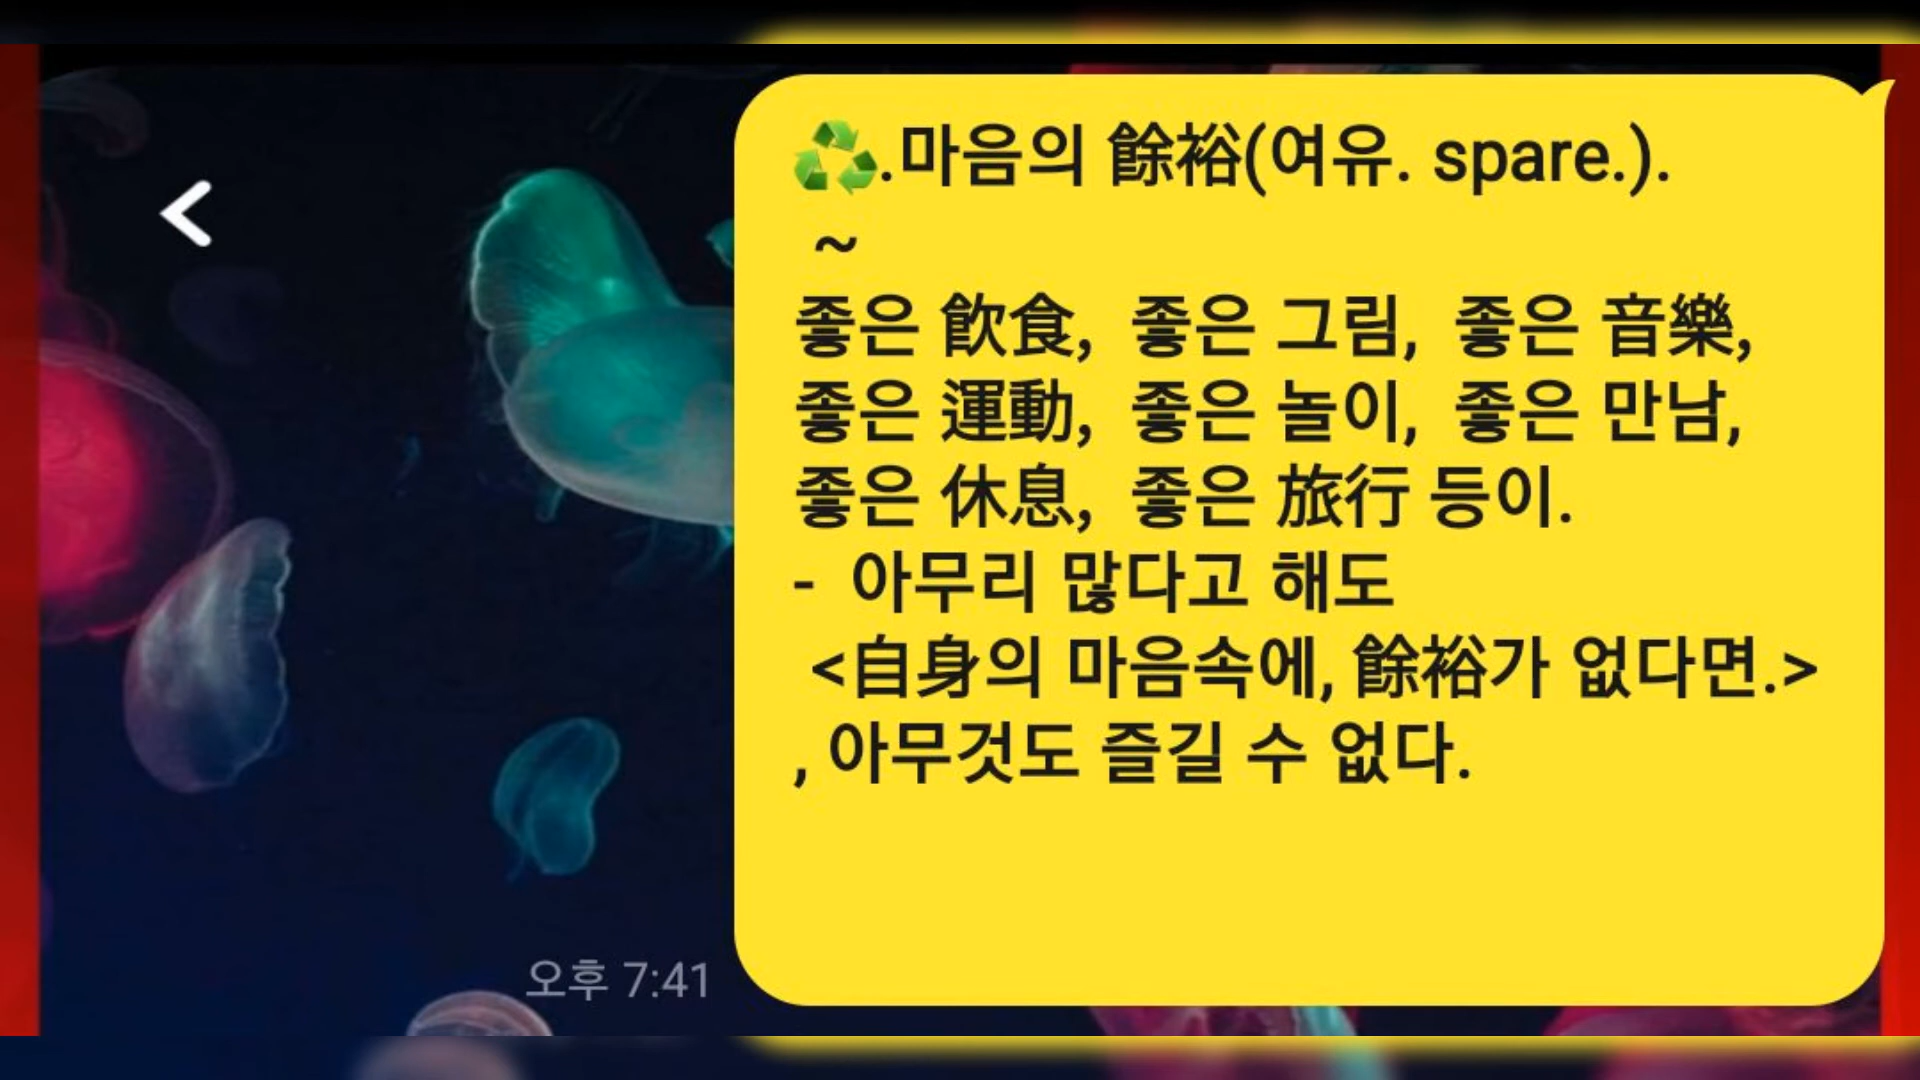 ♻️.마음의 餘裕(여유. spare.).
~
좋은 飮食, 좋은 그림, 좋은 音樂,
좋은 運動, 좋은 놀이, 좋은 만남,
좋은 休息, 좋은 旅行 등이.
- 아무리 많다고 해도
<自身의 마음속에, 餘裕가 없다면.>
, 아무것도 즐길 수 없다.
오후 7:41